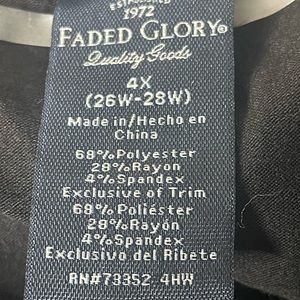 ESTABLISHED
1972
FADED GLORY®
Quality Goods
4X
(26W-28W)
Made in/Hecho en
China
68%Polyester
28%Rayon
4%Spandex
Exclusive of Trim
68%Poliéster
28%Rayon
4%Spandex
Exclusivo del Ribete
RN#73352 4HW